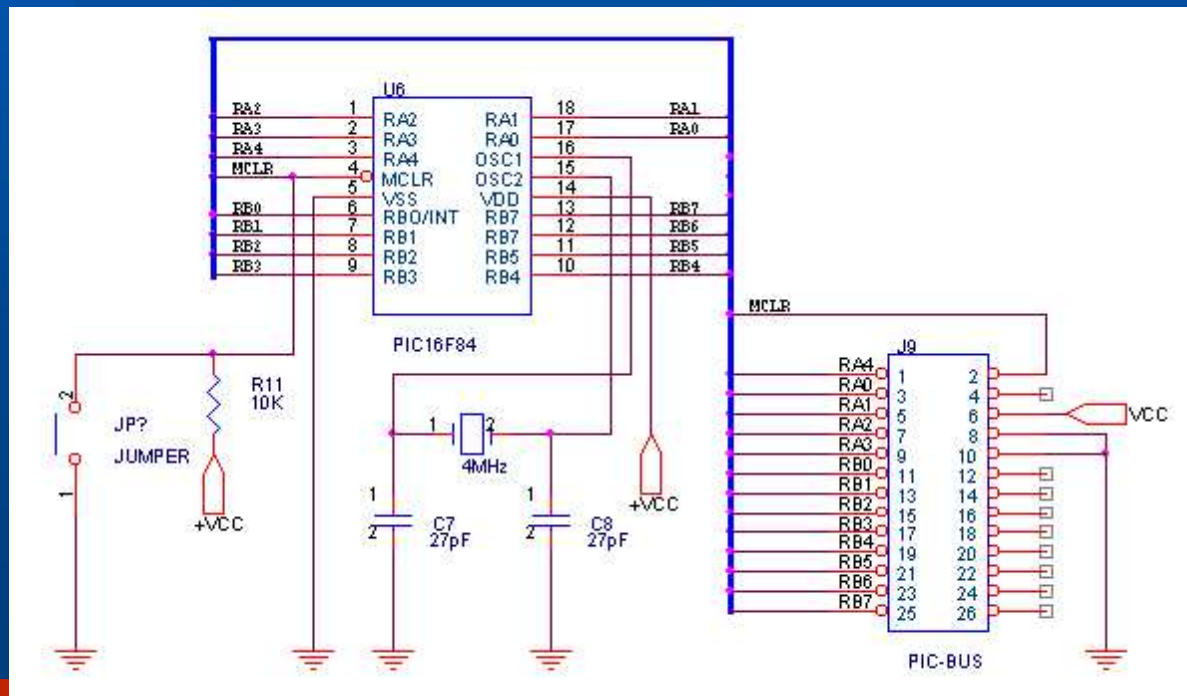 U6
RA2 1 RA2 RA1 18 RA1
RA3 2 RA3 RA0 17 RA0
RA4 3 RA4 OSC1 16
MCLR 4 MCLR OSC2 15
5 VSS VDD 14
RB0 6 RB0/INT RB7 13 RB7
RB1 7 RB1 RB7 12 RB6
RB2 8 RB2 RB5 11 RB5
RB3 9 RB3 RB4 10 RB4
PIC16F84
MCLR
J9
RA4 1 2
RA0 3 4
RA1 5 6 VCC
RA2 7 8
RA3 9 10
RB0 11 12
RB1 13 14
RB2 15 16
RB3 17 18
RB4 19 20
RB5 21 22
RB6 23 24
RB7 25 26
PIC-BUS
2
JP?
JUMPER
1
R11
10K
+VCC
1 2
4MHz
+VCC
1
2
C7
27pF
1
2
C8
27pF